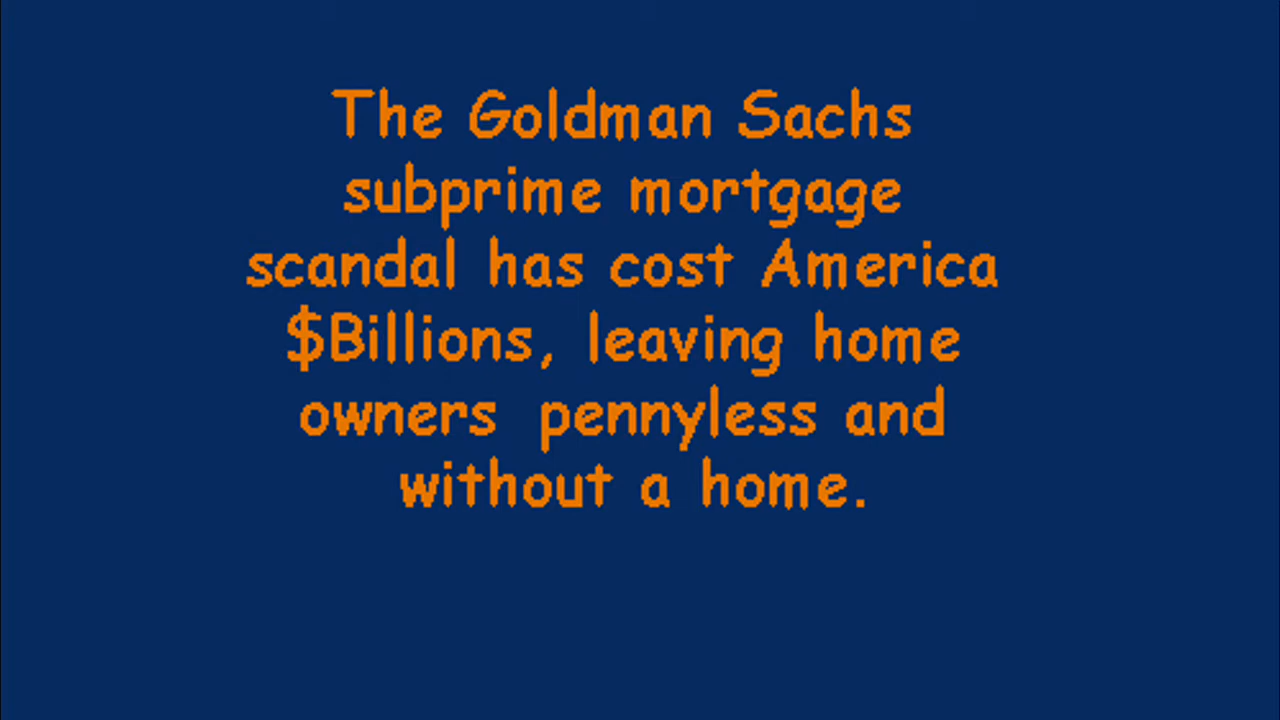 The Goldman Sachs
subprime mortgage
scandal has cost America
$Billions, leaving home
owners pennyless and
without a home.